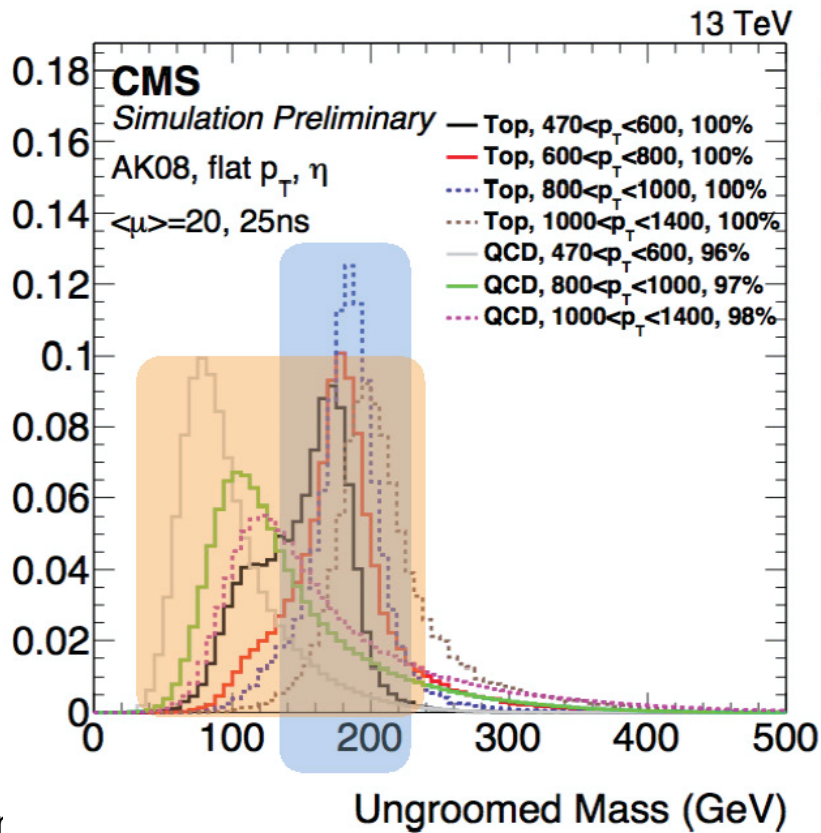 13 TeV
CMS
Simulation Preliminary
AK08, flat p_T, η
<μ>=20, 25ns
Top, 470<p_T<600, 100%
Top, 600<p_T<800, 100%
Top, 800<p_T<1000, 100%
Top, 1000<p_T<1400, 100%
QCD, 470<p_T<600, 96%
QCD, 800<p_T<1000, 97%
QCD, 1000<p_T<1400, 98%
0.18
0.16
0.14
0.12
0.1
0.08
0.06
0.04
0.02
0
0 100 200 300 400 500
Ungroomed Mass (GeV)